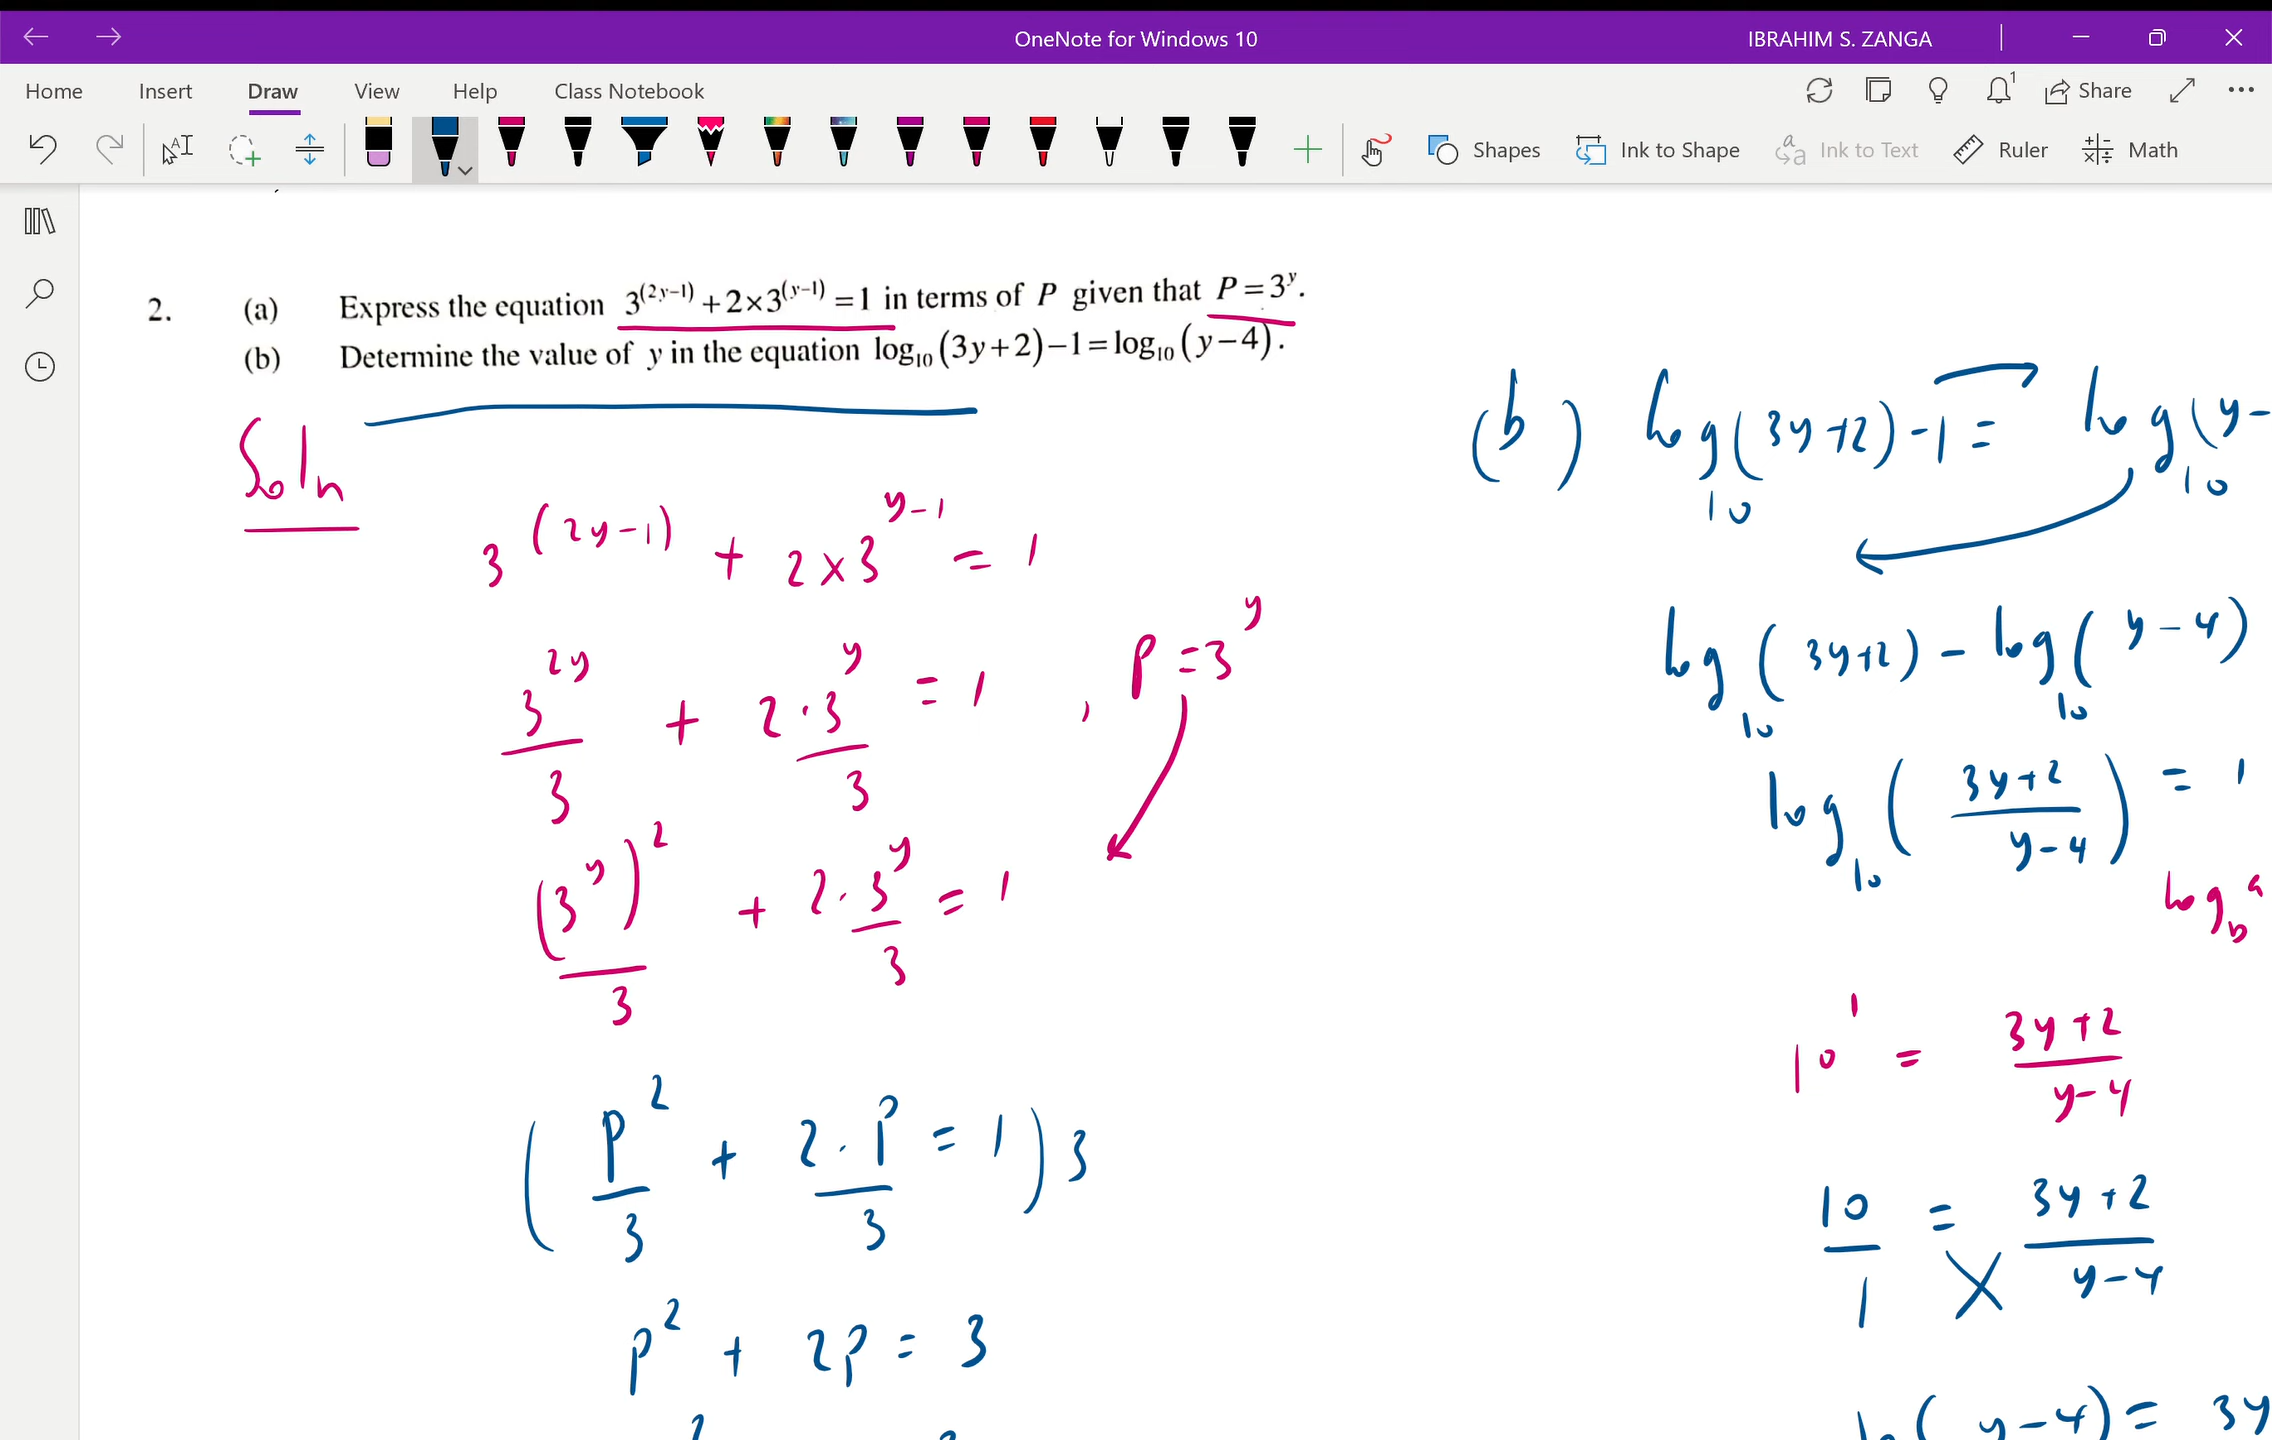 OneNote for Windows 10
IBRAHIM S. ZANGA
Home Insert Draw View Help Class Notebook
Share
Shapes Ink to Shape Ink to Text Ruler Math
2. (a) Express the equation 3^(2y−1) + 2×3^(y−1) = 1 in terms of P given that P = 3^y.
(b) Determine the value of y in the equation log₁₀(3y+2)−1 = log₁₀(y−4).
Soln
3^(2y−1) + 2×3^y−1 = 1
3^2y/3 + 2·3^y/3 = 1 , P = 3^y
(3^y)^2/3 + 2·3^y/3 = 1
(P^2/3 + 2·P/3 = 1)3
P^2 + 2P = 3
(b) log₁₀(3y+2)−1 = log₁₀(y−
log₁₀(3y+2) − log₁₀(y−4)
log₁₀(3y+2/y−4) = 1
log_b a
10^1 = 3y+2/y−4
10/1 = 3y+2/y−4
10(y−4) = 3y